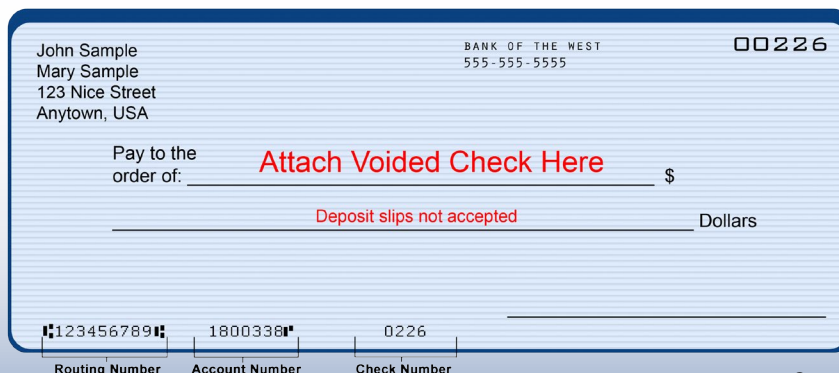 John Sample
Mary Sample
123 Nice Street
Anytown, USA
BANK OF THE WEST
555-555-5555
00226
Pay to the
order of:
Attach Voided Check Here
$
Deposit slips not accepted
Dollars
⑆123456789⑆ 1800338⑈ 0226
Routing Number Account Number Check Number